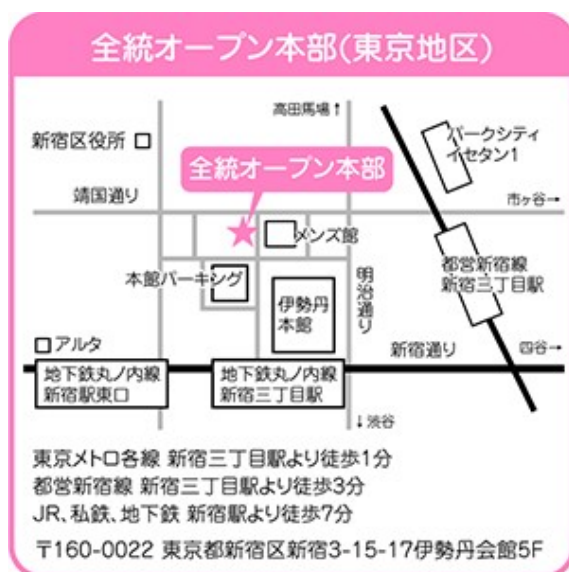 全統オープン本部(東京地区)
高田馬場↑
新宿区役所
パークシティ
イセタン1
全統オープン本部
靖国通り
市ヶ谷→
メンズ館
都営新宿線
新宿三丁目駅
本館パーキング
明治通り
伊勢丹
本館
アルタ
新宿通り
四谷→
地下鉄丸ノ内線
新宿駅東口
地下鉄丸ノ内線
新宿三丁目駅
↓渋谷
東京メトロ各線 新宿三丁目駅より徒歩1分
都営新宿線 新宿三丁目駅より徒歩3分
JR、私鉄、地下鉄 新宿駅より徒歩7分
〒160-0022 東京都新宿区新宿3-15-17伊勢丹会館5F